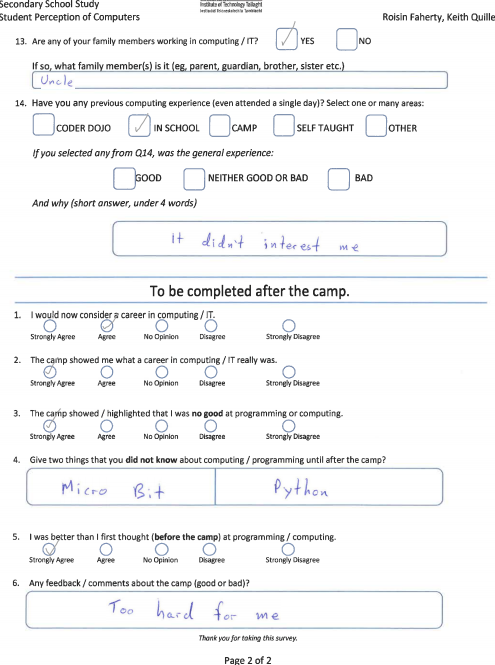 Secondary School Study
Institute of Technology Tallaght
Student Perception of Computers
Roisin Faherty, Keith Quille
13. Are any of your family members working in computing / IT? YES NO
If so, what family member(s) is it (eg, parent, guardian, brother, sister etc.)
Uncle
14. Have you any previous computing experience (even attended a single day)? Select one or many areas:
CODER DOJO IN SCHOOL CAMP SELF TAUGHT OTHER
If you selected any from Q14, was the general experience:
GOOD NEITHER GOOD OR BAD BAD
And why (short answer, under 4 words)
It didn't interest me
To be completed after the camp.
1. I would now consider a career in computing / IT.
Strongly Agree Agree No Opinion Disagree Strongly Disagree
2. The camp showed me what a career in computing / IT really was.
Strongly Agree Agree No Opinion Disagree Strongly Disagree
3. The camp showed / highlighted that I was no good at programming or computing.
Strongly Agree Agree No Opinion Disagree Strongly Disagree
4. Give two things that you did not know about computing / programming until after the camp?
Micro Bit Python
5. I was better than I first thought (before the camp) at programming / computing.
Strongly Agree Agree No Opinion Disagree Strongly Disagree
6. Any feedback / comments about the camp (good or bad)?
Too hard for me
Thank you for taking this survey.
Page 2 of 2